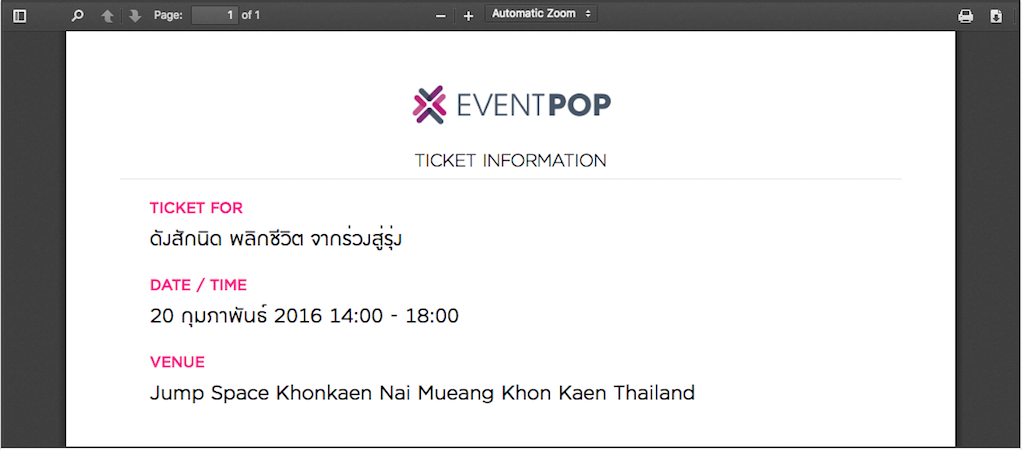 Page: 1 of 1 Automatic Zoom
EVENTPOP
TICKET INFORMATION
TICKET FOR
ดังสักนิด พลิกชีวิต จากร่วงสู่รุ่ง
DATE / TIME
20 กุมภาพันธ์ 2016 14:00 - 18:00
VENUE
Jump Space Khonkaen Nai Mueang Khon Kaen Thailand